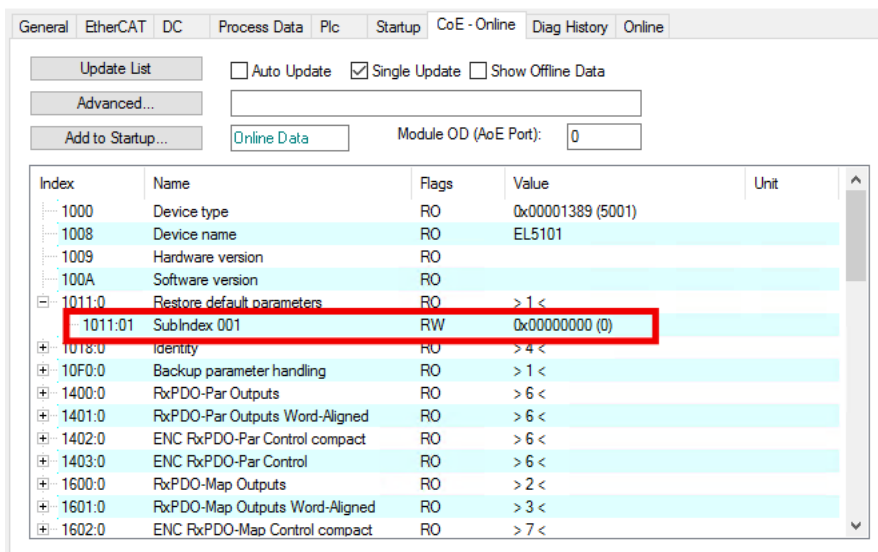 General EtherCAT DC Process Data Plc Startup CoE - Online Diag History Online
Update List Auto Update Single Update Show Offline Data
Advanced...
Add to Startup... Online Data Module OD (AoE Port): 0
Index Name Flags Value Unit
1000 Device type RO 0x00001389 (5001)
1008 Device name RO EL5101
1009 Hardware version RO
100A Software version RO
1011:0 Restore default parameters RO > 1 <
1011:01 SubIndex 001 RW 0x00000000 (0)
1018:0 Identity RO > 4 <
10F0:0 Backup parameter handling RO > 1 <
1400:0 RxPDO-Par Outputs RO > 6 <
1401:0 RxPDO-Par Outputs Word-Aligned RO > 6 <
1402:0 ENC RxPDO-Par Control compact RO > 6 <
1403:0 ENC RxPDO-Par Control RO > 6 <
1600:0 RxPDO-Map Outputs RO > 2 <
1601:0 RxPDO-Map Outputs Word-Aligned RO > 3 <
1602:0 ENC RxPDO-Map Control compact RO > 7 <